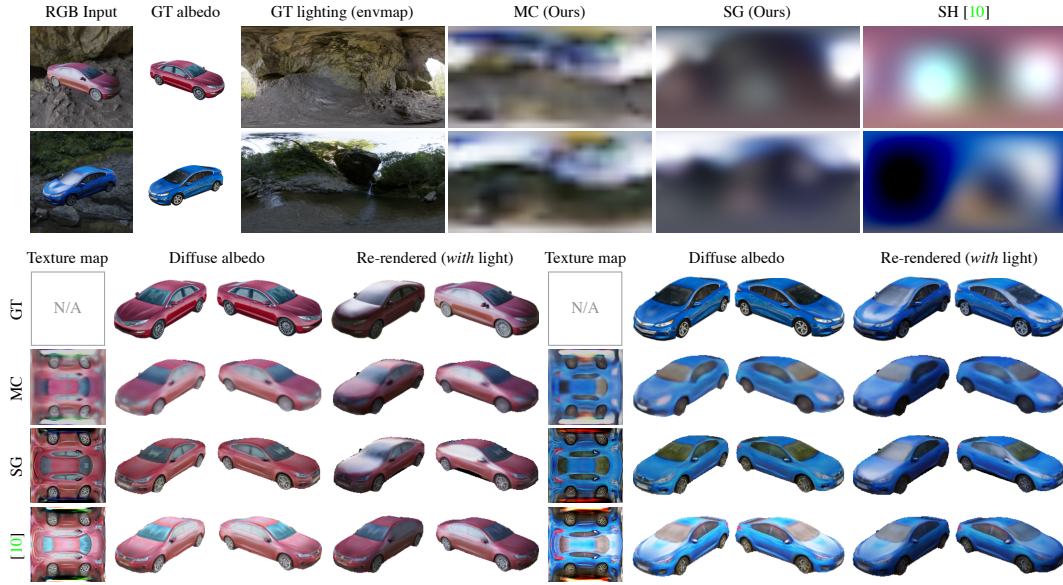 RGB Input GT albedo GT lighting (envmap) MC (Ours) SG (Ours) SH [10]
Texture map Diffuse albedo Re-rendered (with light) Texture map Diffuse albedo Re-rendered (with light)
GT N/A N/A
MC
SG
[10]